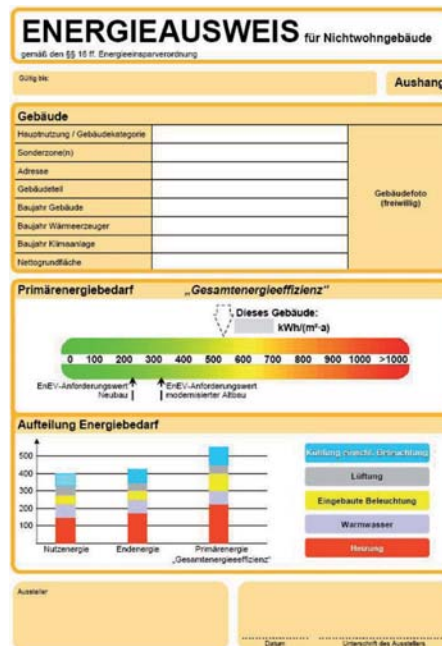 ENERGIEAUSWEIS für Nichtwohngebäude
gemäß den §§ 16 ff. Energieeinsparverordnung
Gültig bis:
Aushang
Gebäude
Hauptnutzung / Gebäudekategorie
Sonderzone(n)
Adresse
Gebäudeteil
Baujahr Gebäude
Baujahr Wärmeerzeuger
Baujahr Klimaanlage
Nettogrundfläche
Gebäudefoto
(freiwillig)
Primärenergiebedarf „Gesamtenergieeffizienz"
Dieses Gebäude:
kWh/(m²·a)
0 100 200 300 400 500 600 700 800 900 1000 >1000
EnEV-Anforderungswert
Neubau
EnEV-Anforderungswert
modernisierter Altbau
Aufteilung Energiebedarf
500
400
300
200
100
Nutzenergie
Endenergie
Primärenergie
„Gesamtenergieeffizienz"
Kühlung einschl. Befeuchtung
Lüftung
Eingebaute Beleuchtung
Warmwasser
Heizung
Aussteller
Datum
Unterschrift des Ausstellers